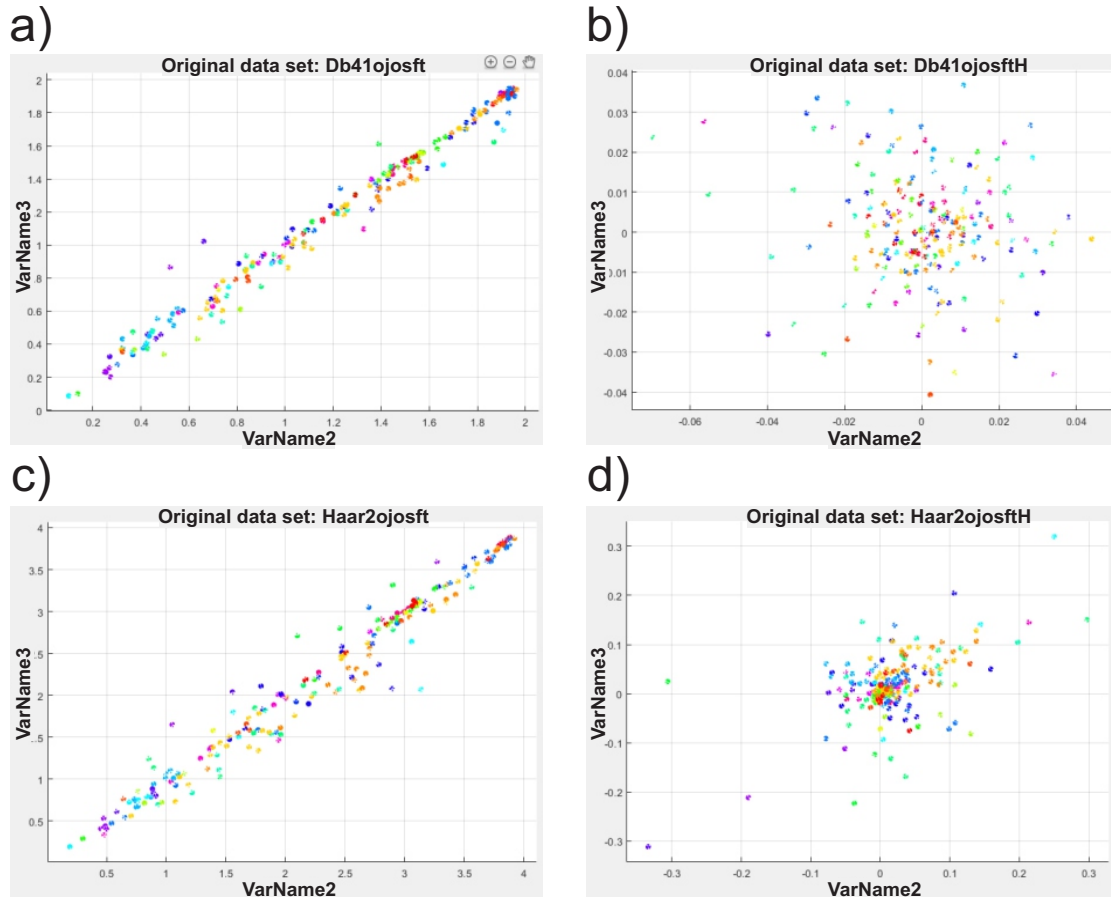 a)
Original data set: Db41ojosft
VarName3
2
1.8
1.6
1.4
2
1
.8
0.6
0.4
0.2
0
0.2 0.4 0.6 0.8 1 1.2 1.4 1.6 1.8 2
VarName2
b)
Original data set: Db41ojosftH
VarName3
0.04
0.03
0.02
0.01
0
0.01
-0.02
-0.03
-0.04
-0.06 -0.04 -0.02 0 0.02 0.04
VarName2
c)
Original data set: Haar2ojosft
VarName3
4
3.5
3
.5
2
.5
1
0.5
0.5 1 1.5 2 2.5 3 3.5 4
VarName2
d)
Original data set: Haar2ojosftH
VarName3
0.3
0.2
0.1
0
-0.1
-0.2
-0.3
-0.3 -0.2 -0.1 0 0.1 0.2 0.3
VarName2